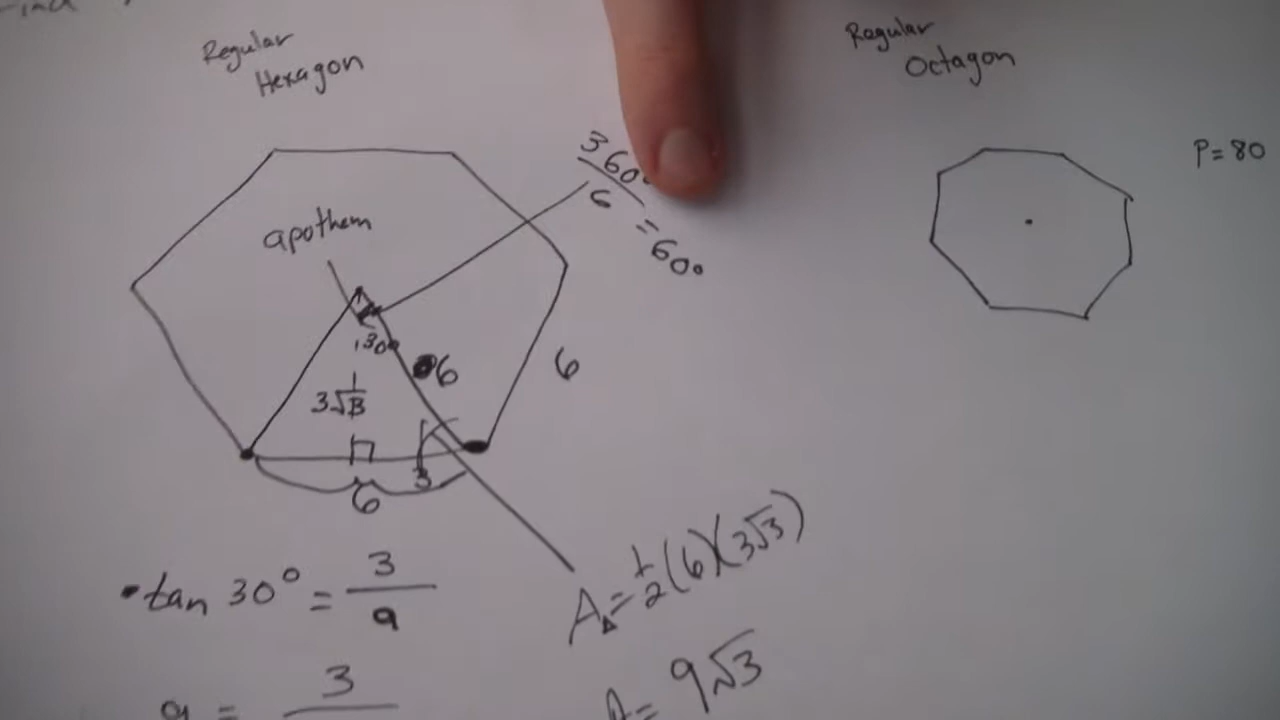 Regular
Hexagon
Regular
Octagon
P=80
360°
6
= 60°
apothem
30°
6
6
3√3
3
6
tan 30° = 3/a
A = 1/2 (6)(3√3)
A = 9√3
a = 3